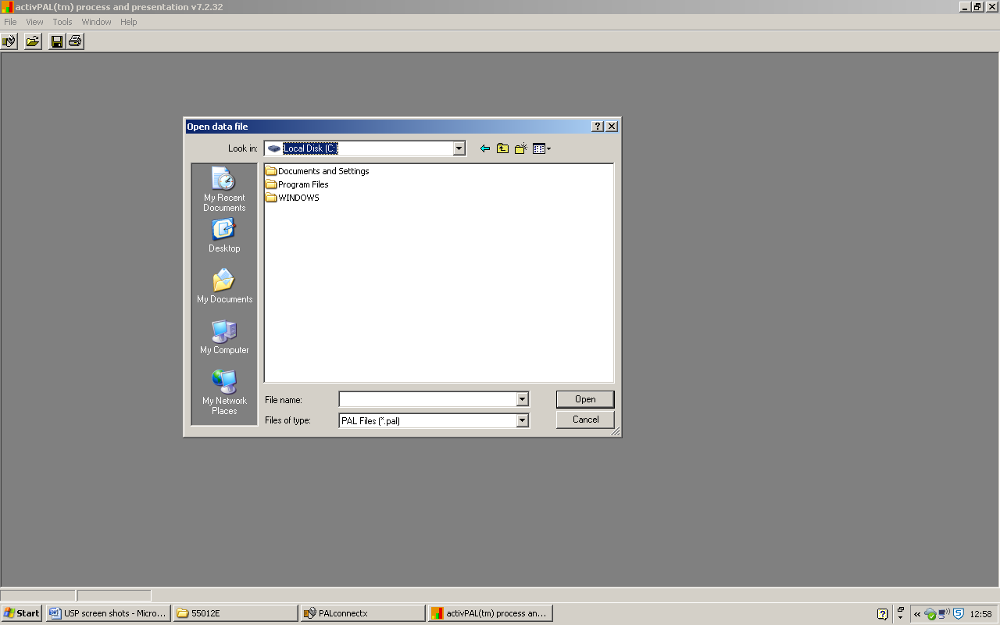 activPAL(tm) process and presentation v7.2.32
File View Tools Window Help
Open data file
Look in: Local Disk (C:)
My Recent
Documents
Desktop
My Documents
My Computer
My Network
Places
Documents and Settings
Program Files
WINDOWS
File name:
Open
Files of type: PAL Files (*.pal)
Cancel
Start USP screen shots - Micro... 55012E PALconnectx activPAL(tm) process an... 12:58